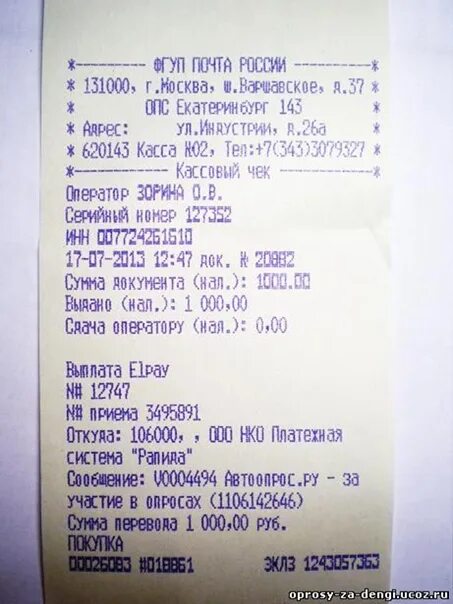 *------ ФГУП ПОЧТА РОССИИ ------*
* 131000, г.Москва, ш.Варшавское, д.37 *
* ОПС Екатеринбург 143 *
* Адрес: ул.Индустрии, д.26а *
* 620143 Касса №02, Тел:+7(343)3079327 *
*------ Кассовый чек ------*
Оператор ЗОРИНА О.В.
Серийный номер 127352
ИНН 007724261610
17-07-2013 12:47 док. № 20882
Сумма документа (нал.): 1000.00
Выдано (нал.): 1 000,00
Сдача оператору (нал.): 0,00
Выплата Elpay
N# 12747
N# приема 3495891
Откуда: 106000, , ООО НКО Платежная
система "Рапида"
Сообщение: V0004494 Автоопрос.ру - за
участие в опросах (1106142646)
Сумма перевода 1 000,00 руб.
ПОКУПКА
00026083 #018861 ЭКЛЗ 1243057363
oprosy-za-dengi.ucoz.ru